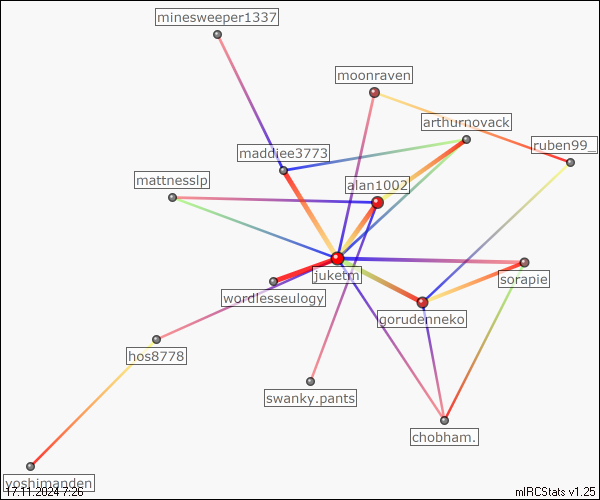 minesweeper1337
moonraven
arthurnovack
ruben99_
maddiee3773
mattnesslp
alan1002
juketm
sorapie
wordlesseulogy
gorudenneko
hos8778
swanky.pants
chobham.
yoshimanden
17.11.2024 7:26
mIRCStats v1.25